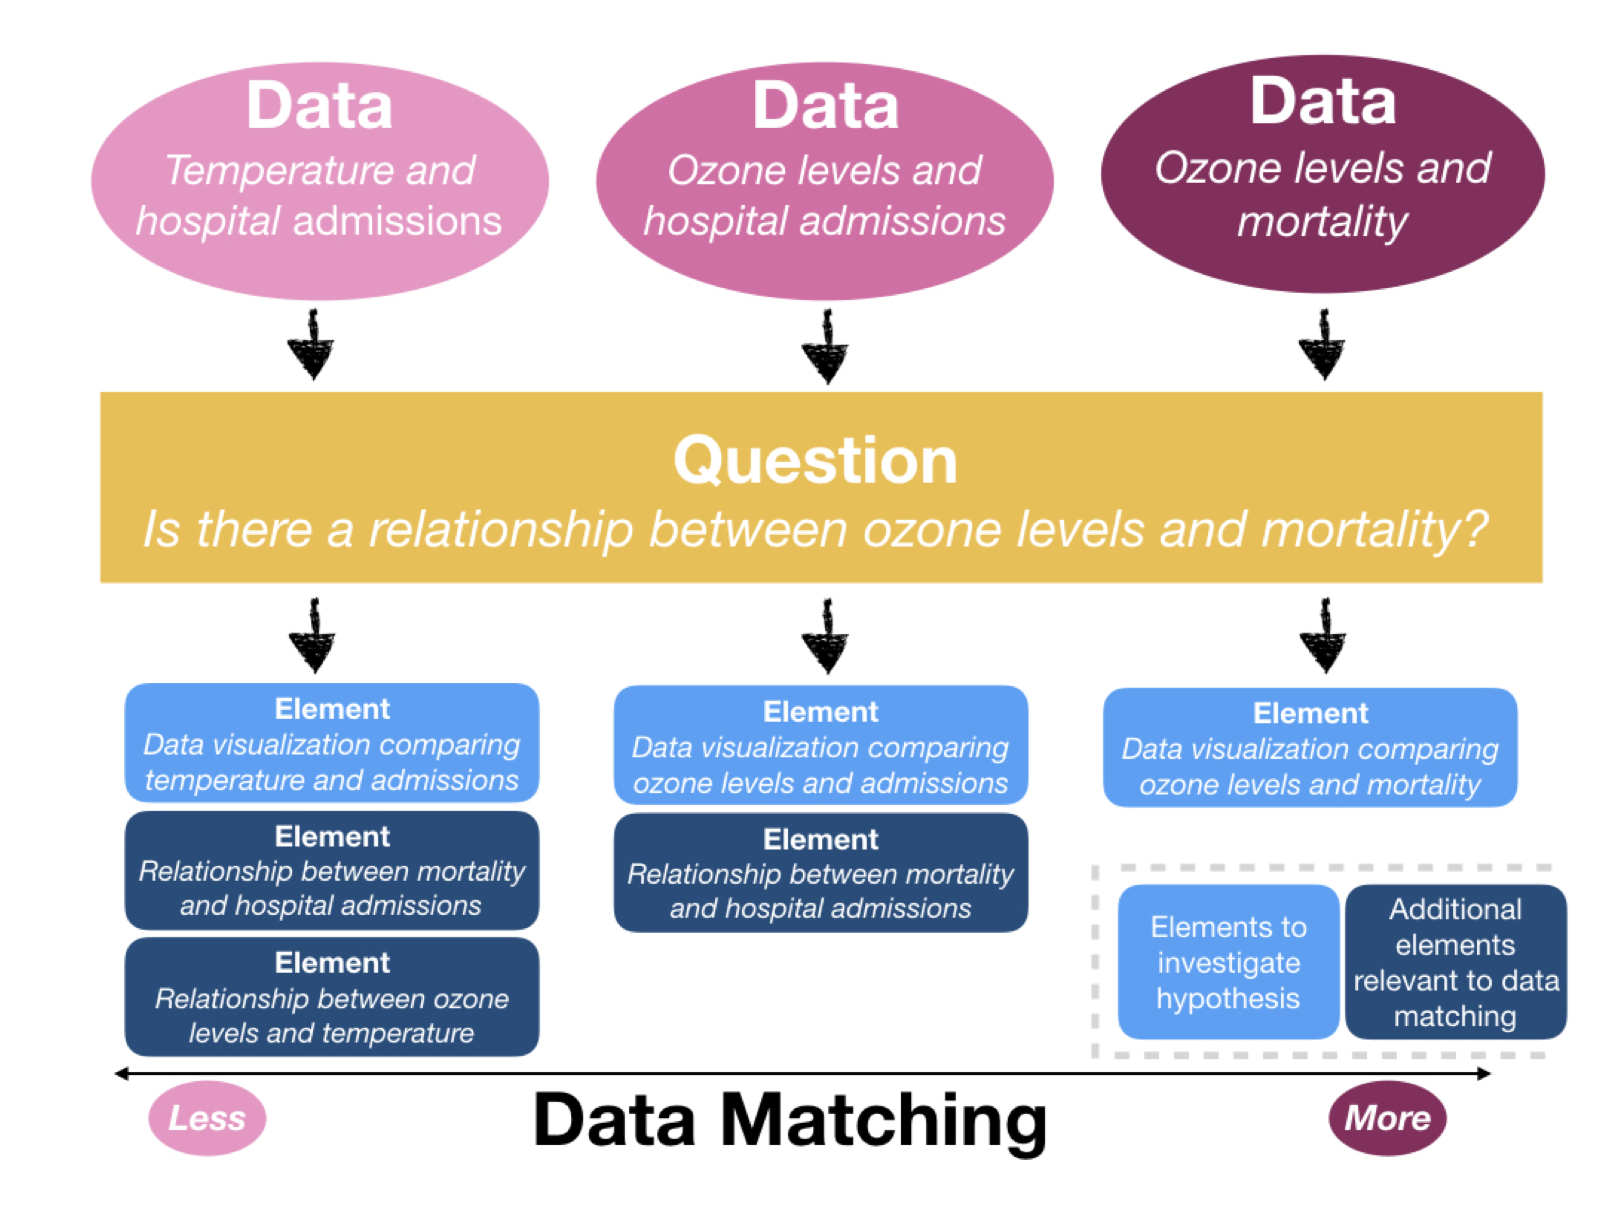 Data
Temperature and
hospital admissions
Data
Ozone levels and
hospital admissions
Data
Ozone levels and
mortality
Question
Is there a relationship between ozone levels and mortality?
Element
Data visualization comparing
temperature and admissions
Element
Relationship between mortality
and hospital admissions
Element
Relationship between ozone
levels and temperature
Element
Data visualization comparing
ozone levels and admissions
Element
Relationship between mortality
and hospital admissions
Element
Data visualization comparing
ozone levels and mortality
Elements to
investigate
hypothesis
Additional
elements
relevant to data
matching
Less
Data Matching
More